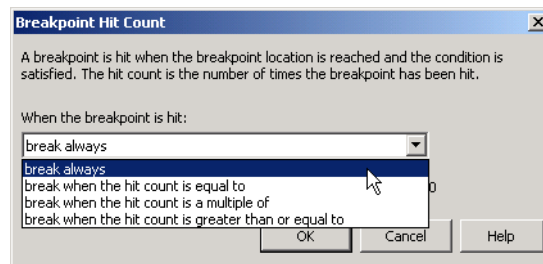 Breakpoint Hit Count
A breakpoint is hit when the breakpoint location is reached and the condition is
satisfied. The hit count is the number of times the breakpoint has been hit.
When the breakpoint is hit:
break always
break always
break when the hit count is equal to
break when the hit count is a multiple of
break when the hit count is greater than or equal to
0
OK
Cancel
Help